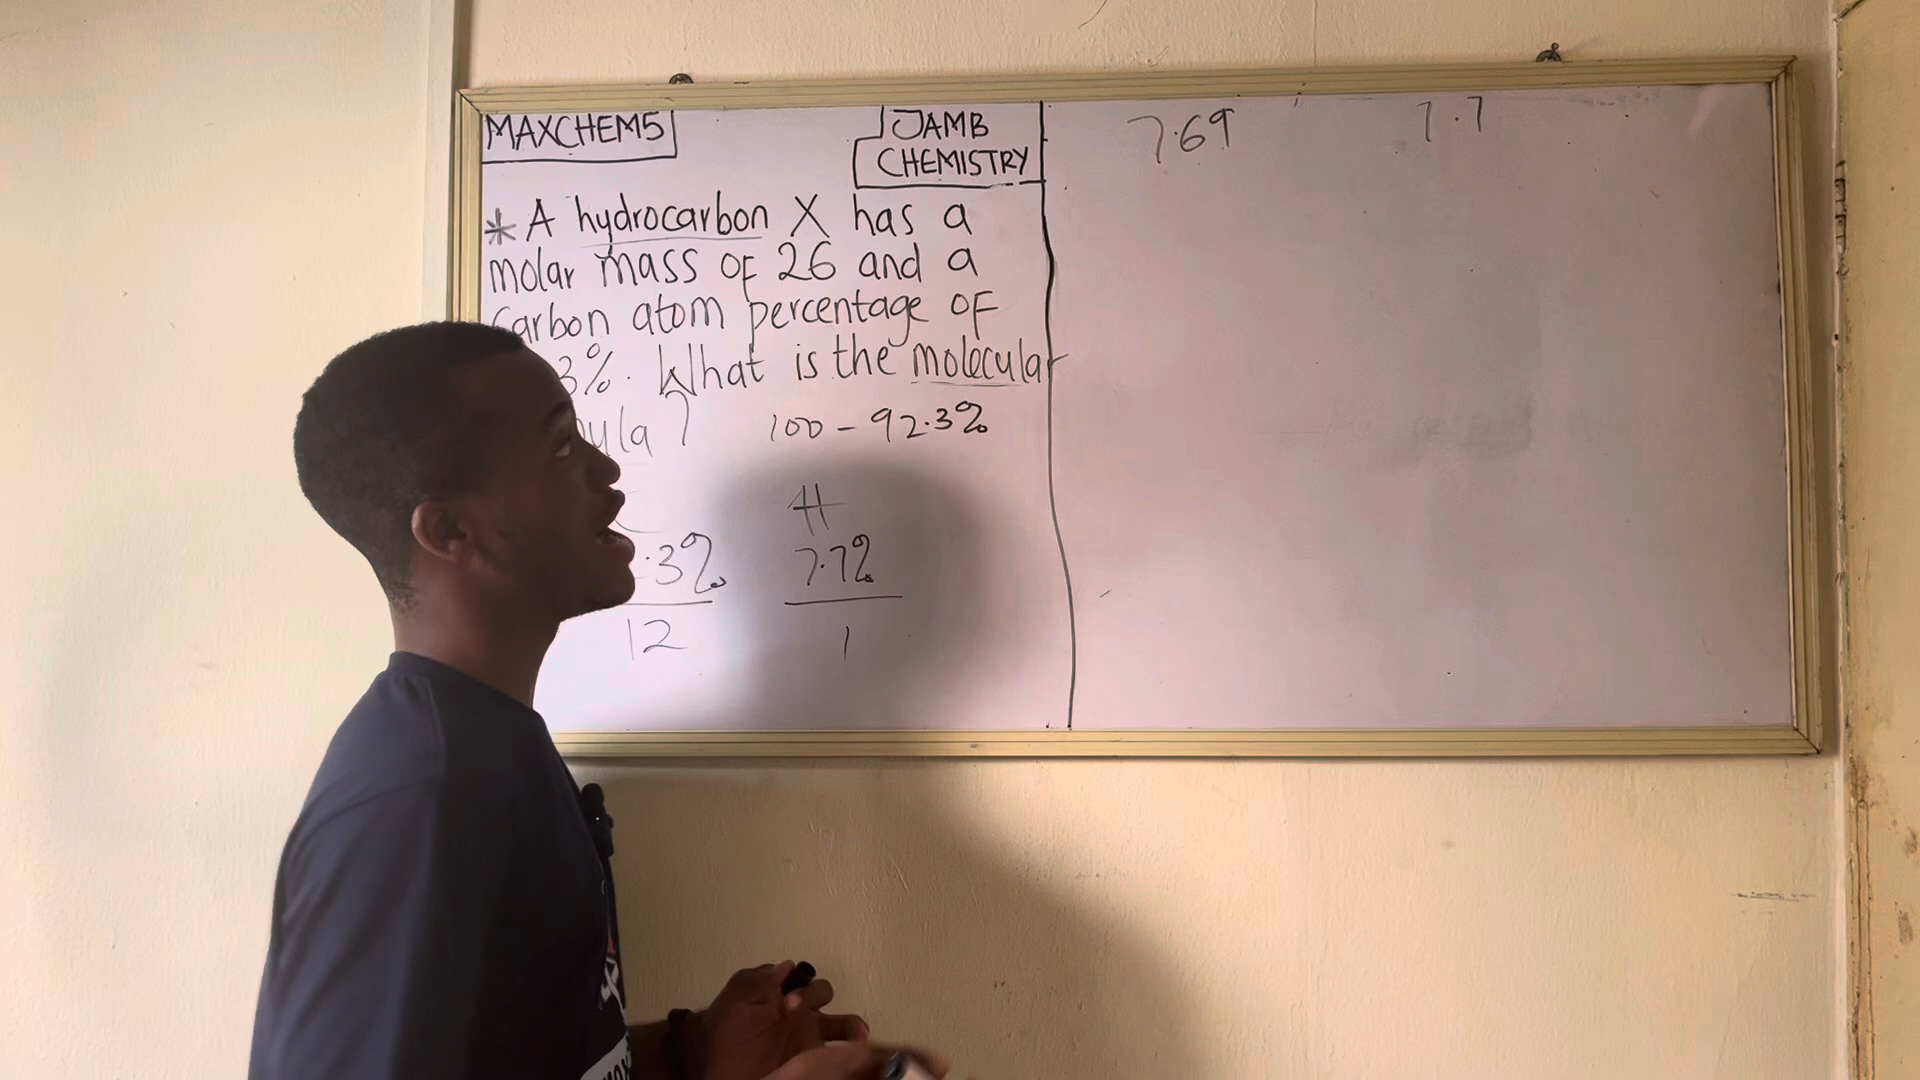 MAXCHEM5
JAMB
CHEMISTRY
* A hydrocarbon X has a
molar mass of 26 and a
carbon atom percentage of
3%. What is the molecular
ula?
100 - 92.3%
C H
.3% 7.7%
12 1
7.69 7.7